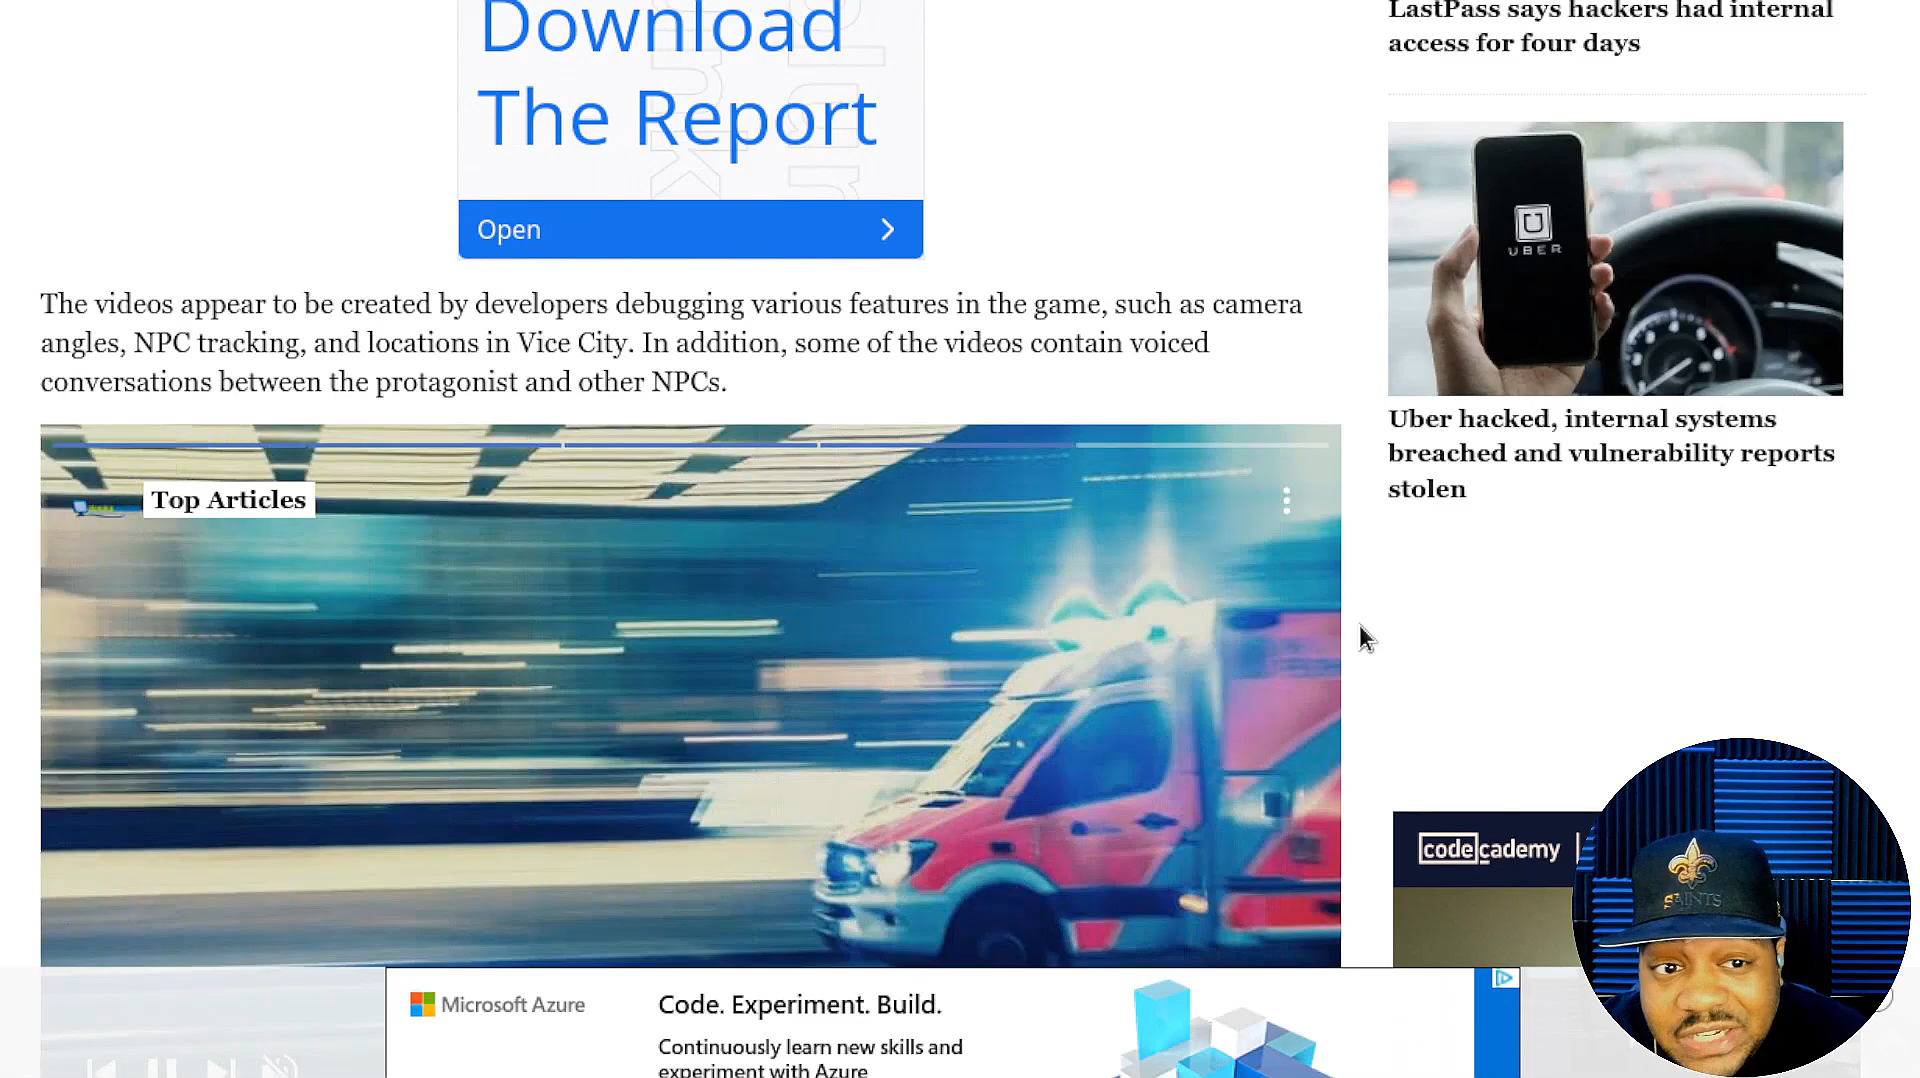 Download
The Report
Open
The videos appear to be created by developers debugging various features in the game, such as camera
angles, NPC tracking, and locations in Vice City. In addition, some of the videos contain voiced
conversations between the protagonist and other NPCs.
Top Articles
LastPass says hackers had internal
access for four days
UBER
Uber hacked, internal systems
breached and vulnerability reports
stolen
codecademy
SAINTS
Microsoft Azure
Code. Experiment. Build.
Continuously learn new skills and
experiment with Azure